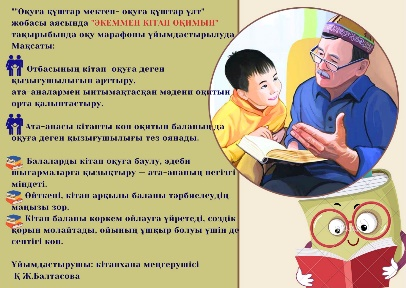 "Оқуға құштар мектеп- оқуға құштар ұлт"
жобасы аясында "ӘКЕММЕН КІТАП ОҚИМЫН"
тақырыбында оқу марафоны ұйымдастырылуда
Мақсаты:
Отбасының кітап оқуға деген
қызығушылығын арттыру.
ата-аналармен ынтымақтасқан мәдени оқитын
орта қалыптастыру.
Ата-анасы кітапты көп оқитын баланың да
оқуға деген қызығушылығы тез оянады.
Балаларды кітап оқуға баулу, әдеби
шығармаларға қызықтыру — ата-ананың негізгі
міндеті.
Өйткені, кітап арқылы баланы тәрбиелеудің
маңызы зор.
Кітап баланы көркем ойлауға үйретеді, сөздік
қорын молайтады, ойының ұшқыр болуы үшін де
септігі көп.
Ұйымдастырушы: кітапхана меңгерушісі
Қ.Ж.Балтасова